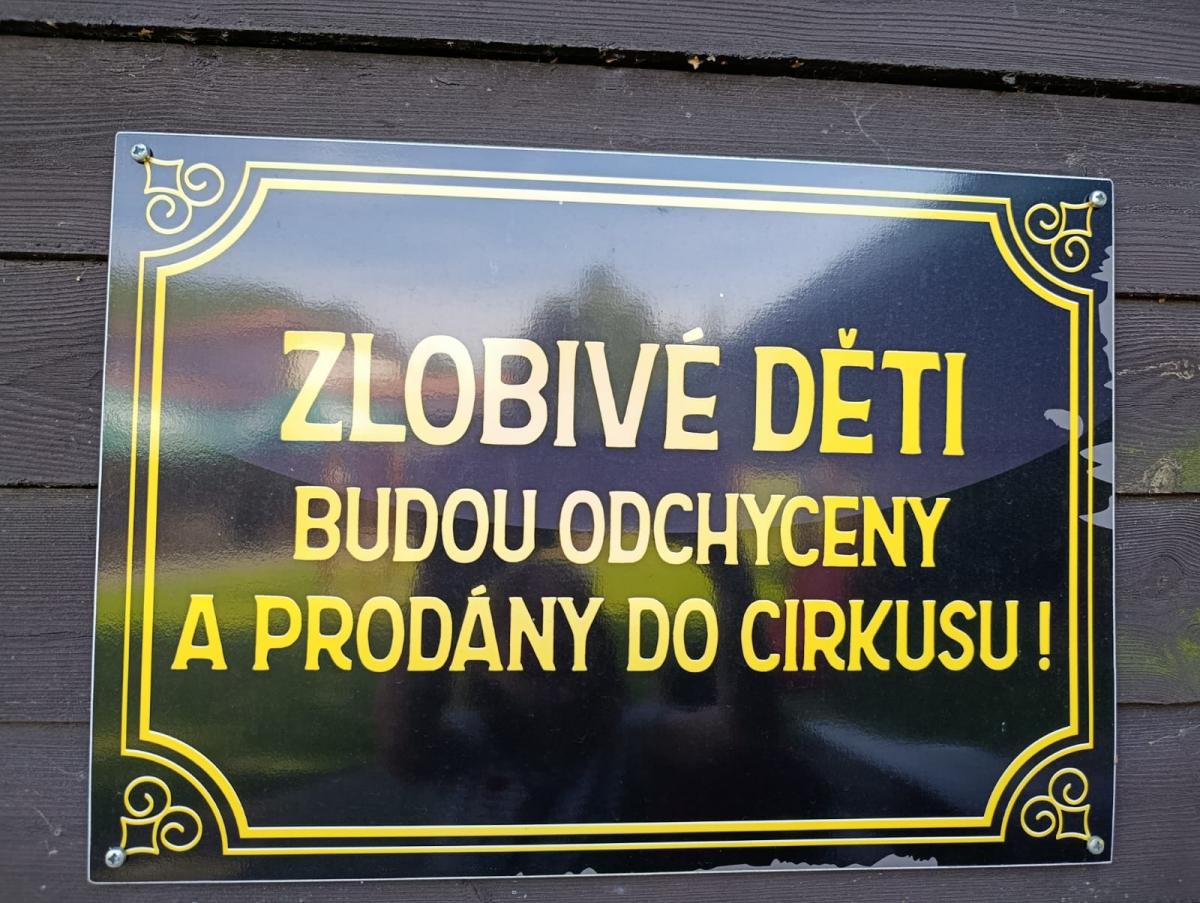 ZLOBIVÉ DĚTI
BUDOU ODCHYCENY
A PRODÁNY DO CIRKUSU !